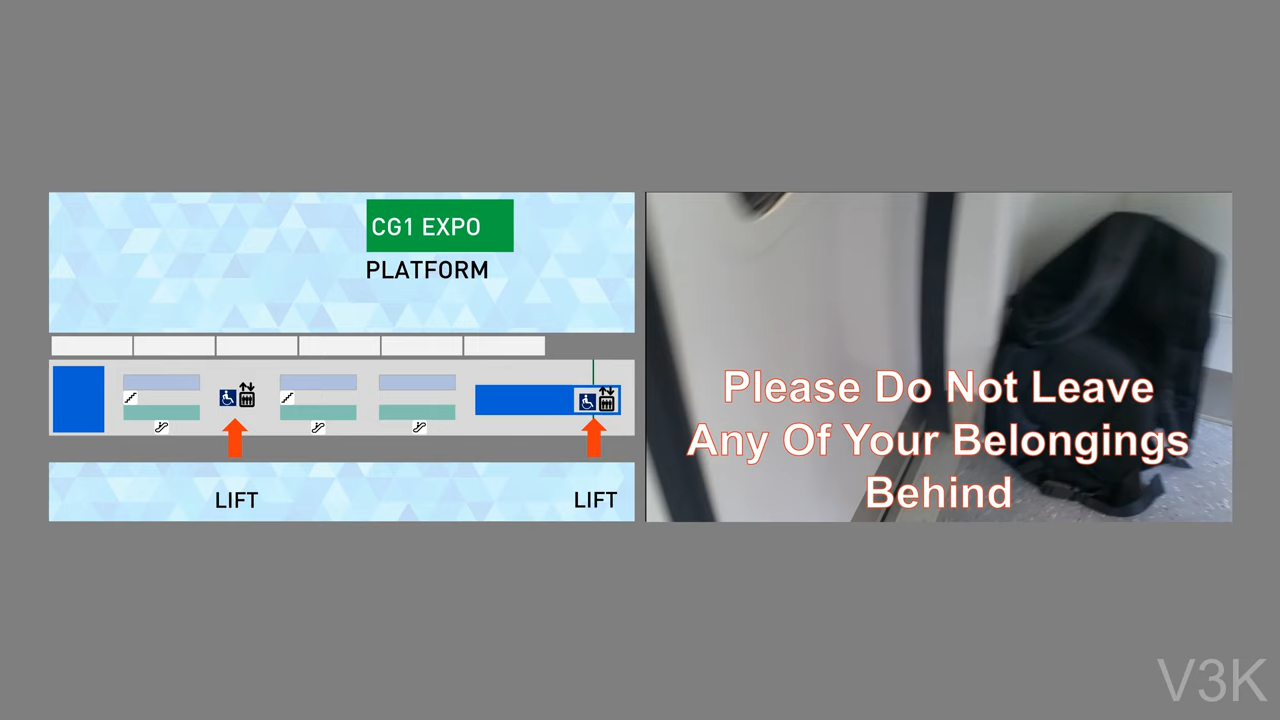 CG1 EXPO
PLATFORM
LIFT
LIFT
Please Do Not Leave
Any Of Your Belongings
Behind
V3K